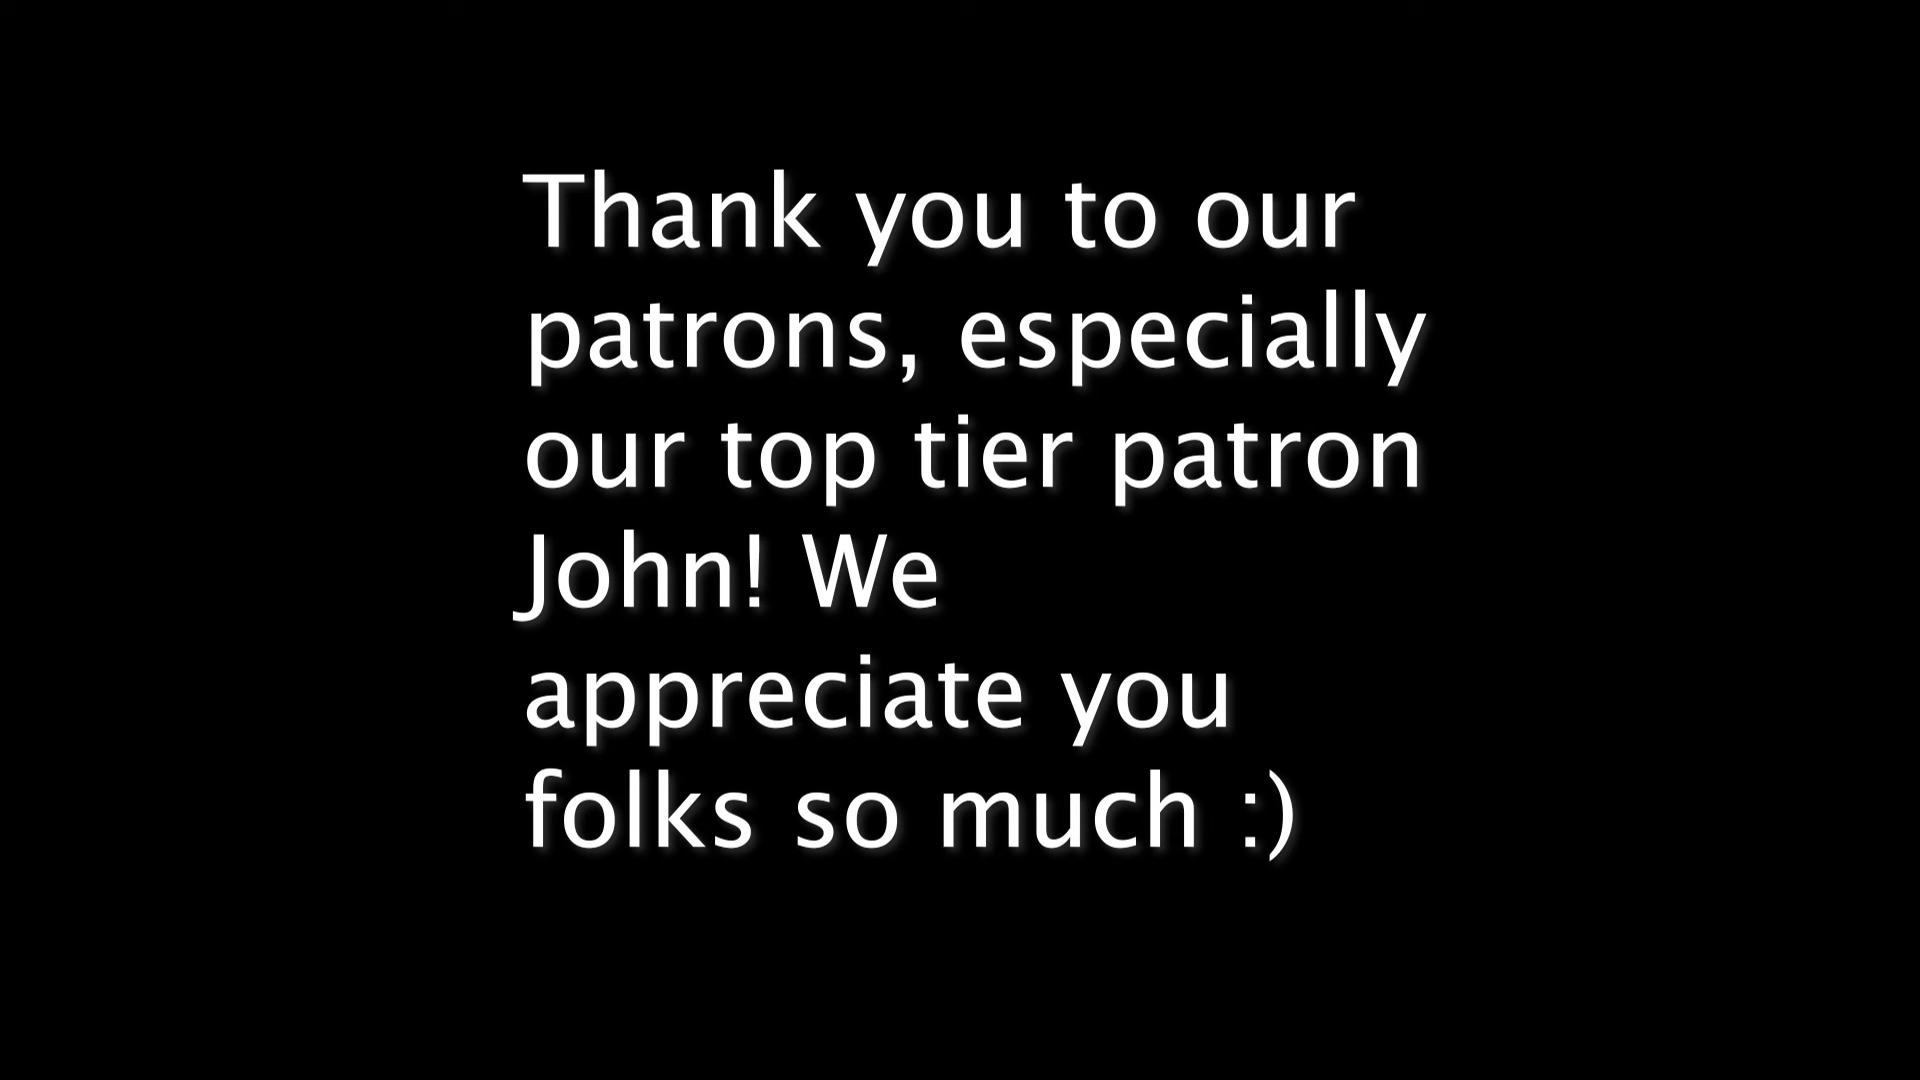 Thank you to our
patrons, especially
our top tier patron
John! We
appreciate you
folks so much :)